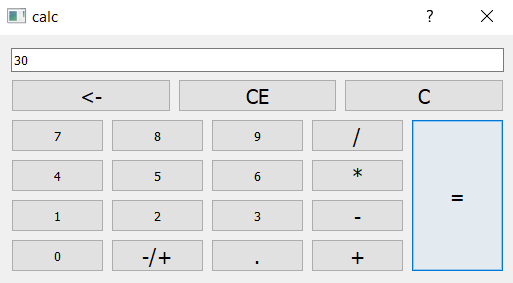 calc ?
30
<- CE C
7 8 9 /
4 5 6 *
=
1 2 3 -
0 -/+ . +